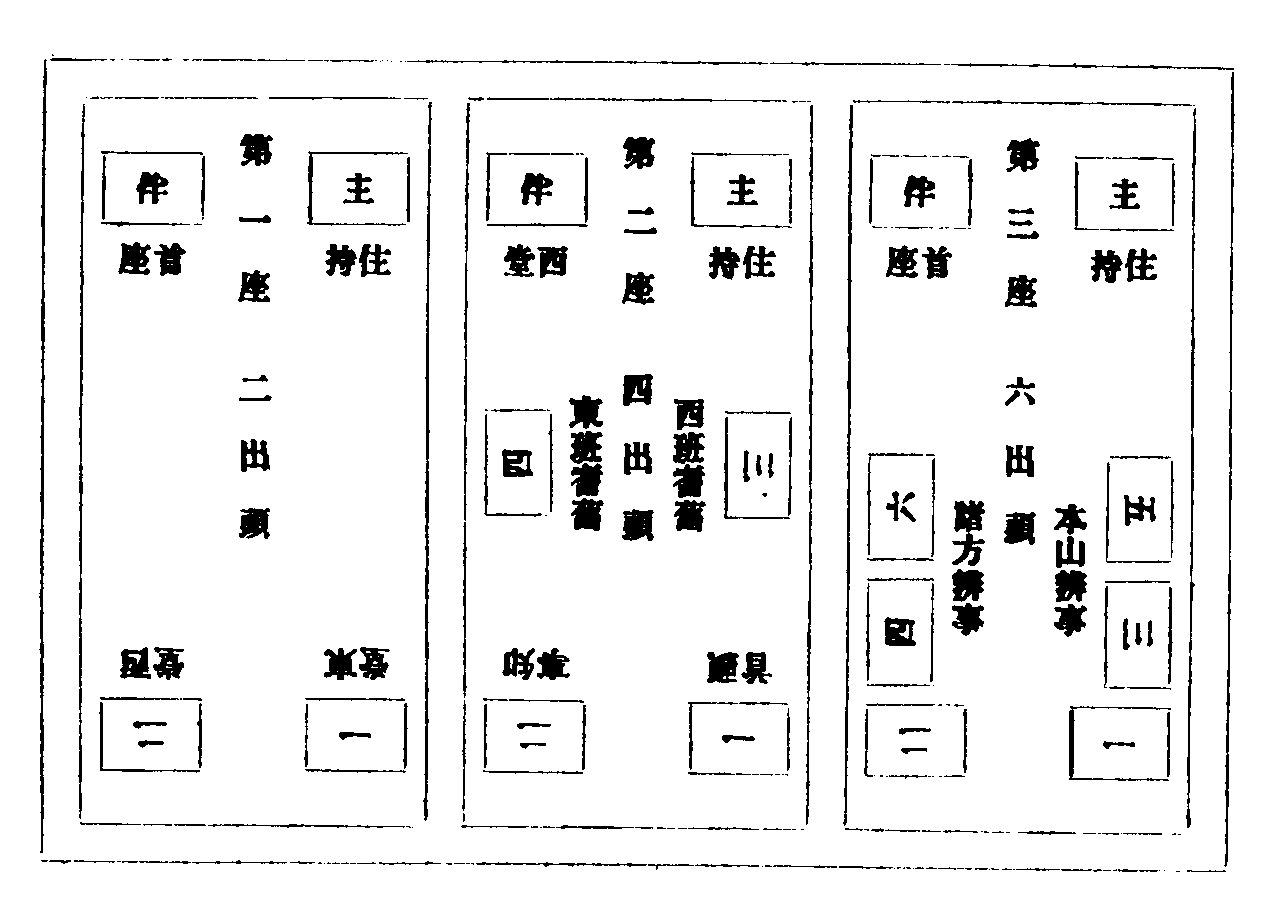 第一座 二出頭
主
住持
伴
首座
東堂
一
西堂
二
第二座 四出頭
主
住持
伴
西堂
西班耆舊
三
東班耆舊
四
頭首
一
知事
二
第三座 六出頭
主
住持
伴
首座
本山辨事
五
三
一
諸方辨事
六
四
二